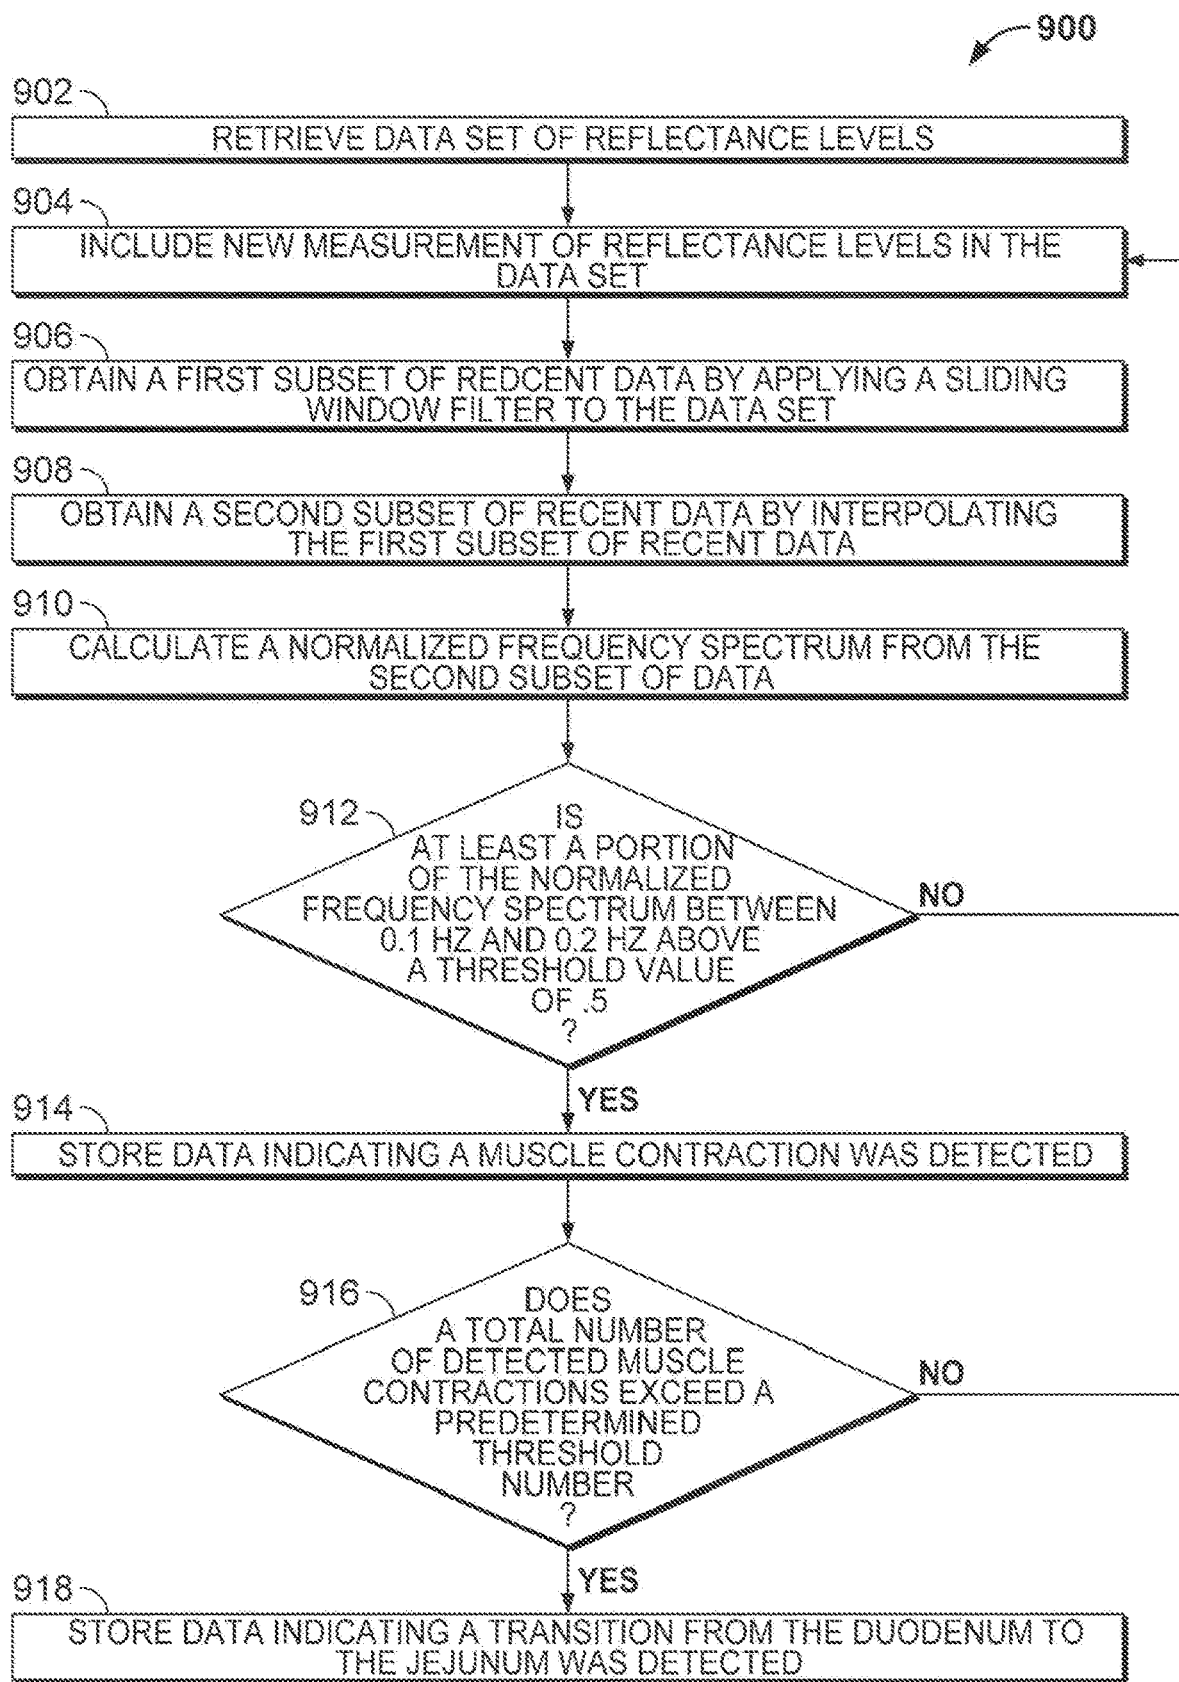 900
902
RETRIEVE DATA SET OF REFLECTANCE LEVELS
904
INCLUDE NEW MEASUREMENT OF REFLECTANCE LEVELS IN THE
DATA SET
906
OBTAIN A FIRST SUBSET OF REDCENT DATA BY APPLYING A SLIDING
WINDOW FILTER TO THE DATA SET
908
OBTAIN A SECOND SUBSET OF RECENT DATA BY INTERPOLATING
THE FIRST SUBSET OF RECENT DATA
910
CALCULATE A NORMALIZED FREQUENCY SPECTRUM FROM THE
SECOND SUBSET OF DATA
912
IS
AT LEAST A PORTION
OF THE NORMALIZED
FREQUENCY SPECTRUM BETWEEN
0.1 HZ AND 0.2 HZ ABOVE
A THRESHOLD VALUE
OF .5
?
NO
YES
914
STORE DATA INDICATING A MUSCLE CONTRACTION WAS DETECTED
916
DOES
A TOTAL NUMBER
OF DETECTED MUSCLE
CONTRACTIONS EXCEED A
PREDETERMINED
THRESHOLD
NUMBER
?
NO
YES
918
STORE DATA INDICATING A TRANSITION FROM THE DUODENUM TO
THE JEJUNUM WAS DETECTED